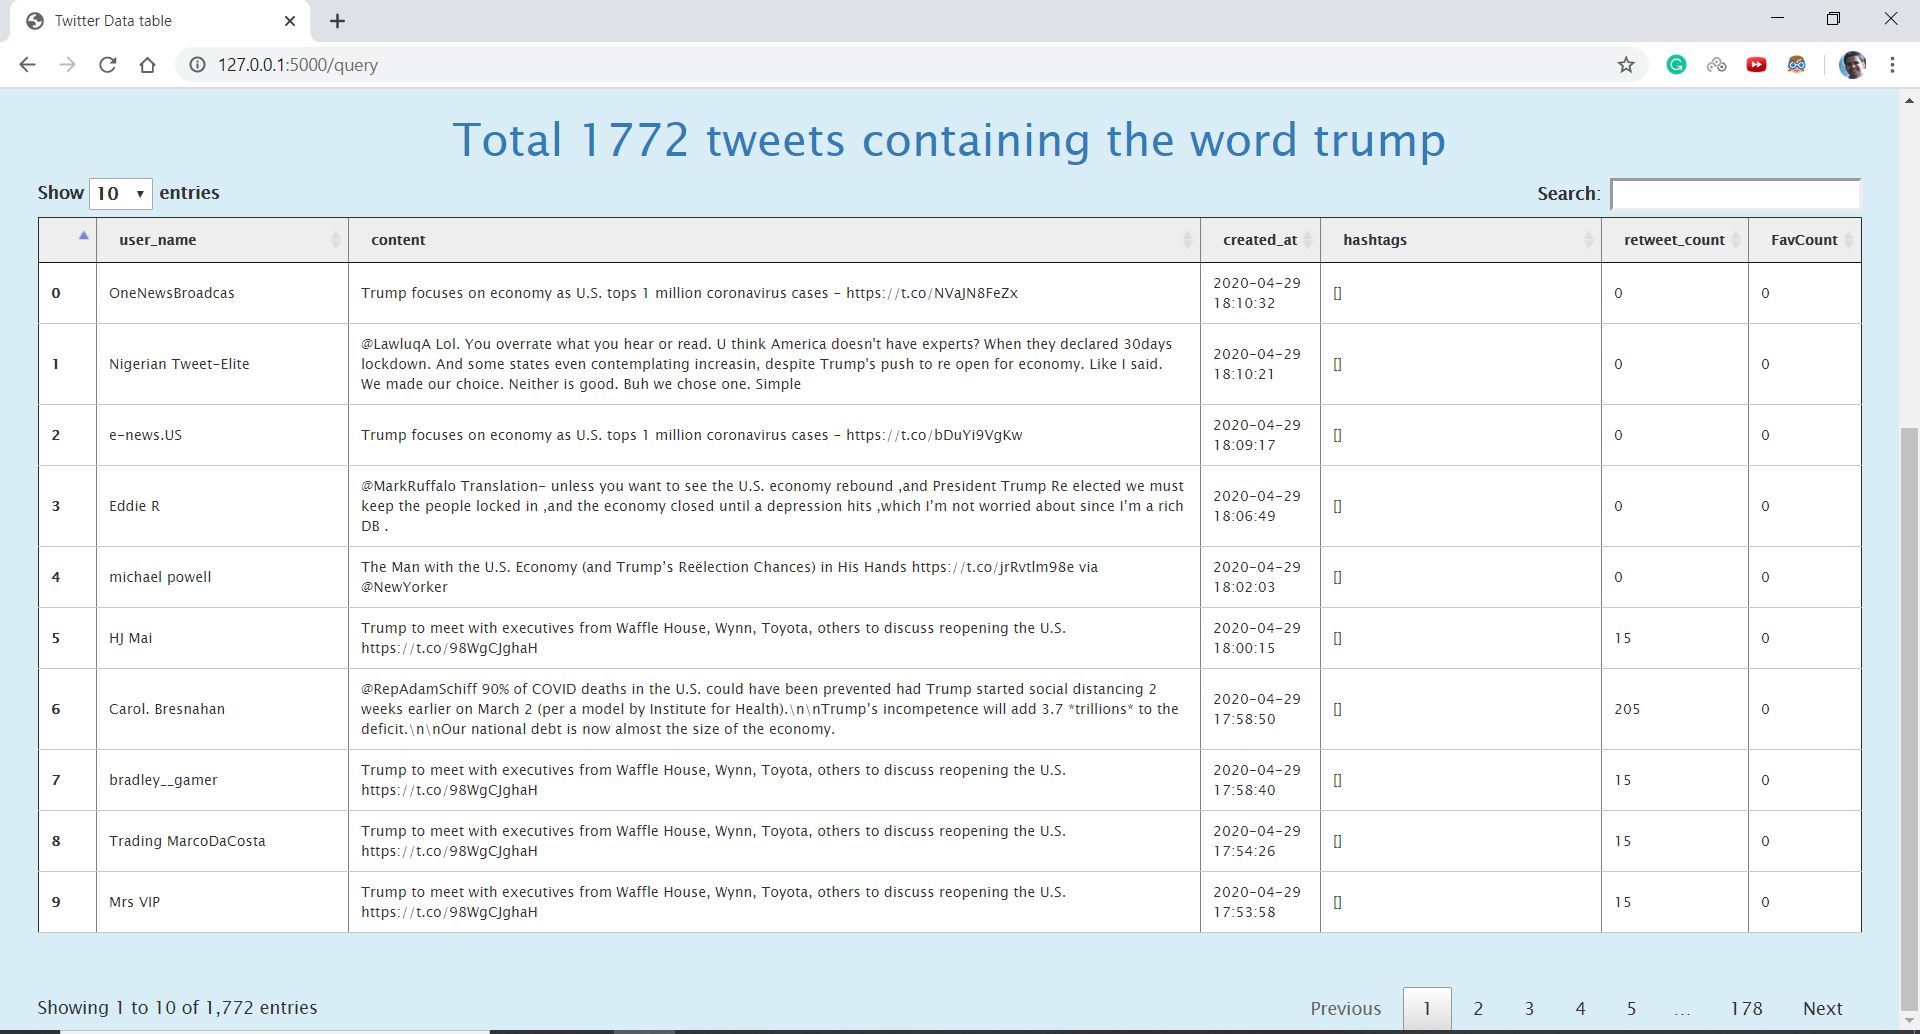 Twitter Data table
127.0.0.1:5000/query
Total 1772 tweets containing the word trump
Show 10 entries
Search:
user_name content created_at hashtags retweet_count FavCount
0 OneNewsBroadcas Trump focuses on economy as U.S. tops 1 million coronavirus cases - https://t.co/NVaJN8FeZx 2020-04-29 18:10:32 [] 0 0
1 Nigerian Tweet-Elite @LawluqA Lol. You overrate what you hear or read. U think America doesn't have experts? When they declared 30days
lockdown. And some states even contemplating increasin, despite Trump's push to re open for economy. Like I said.
We made our choice. Neither is good. Buh we chose one. Simple 2020-04-29 18:10:21 [] 0 0
2 e-news.US Trump focuses on economy as U.S. tops 1 million coronavirus cases - https://t.co/bDuYi9VgKw 2020-04-29 18:09:17 [] 0 0
3 Eddie R @MarkRuffalo Translation- unless you want to see the U.S. economy rebound ,and President Trump Re elected we must
keep the people locked in ,and the economy closed until a depression hits ,which I’m not worried about since I’m a rich
DB . 2020-04-29 18:06:49 [] 0 0
4 michael powell The Man with the U.S. Economy (and Trump’s Reëlection Chances) in His Hands https://t.co/jrRvtlm98e via
@NewYorker 2020-04-29 18:02:03 [] 0 0
5 HJ Mai Trump to meet with executives from Waffle House, Wynn, Toyota, others to discuss reopening the U.S.
https://t.co/98WgCJghaH 2020-04-29 18:00:15 [] 15 0
6 Carol. Bresnahan @RepAdamSchiff 90% of COVID deaths in the U.S. could have been prevented had Trump started social distancing 2
weeks earlier on March 2 (per a model by Institute for Health).\n\nTrump’s incompetence will add 3.7 *trillions* to the
deficit.\n\nOur national debt is now almost the size of the economy. 2020-04-29 17:58:50 [] 205 0
7 bradley__gamer Trump to meet with executives from Waffle House, Wynn, Toyota, others to discuss reopening the U.S.
https://t.co/98WgCJghaH 2020-04-29 17:58:40 [] 15 0
8 Trading MarcoDaCosta Trump to meet with executives from Waffle House, Wynn, Toyota, others to discuss reopening the U.S.
https://t.co/98WgCJghaH 2020-04-29 17:54:26 [] 15 0
9 Mrs VIP Trump to meet with executives from Waffle House, Wynn, Toyota, others to discuss reopening the U.S.
https://t.co/98WgCJghaH 2020-04-29 17:53:58 [] 15 0
Showing 1 to 10 of 1,772 entries
Previous 1 2 3 4 5 ... 178 Next